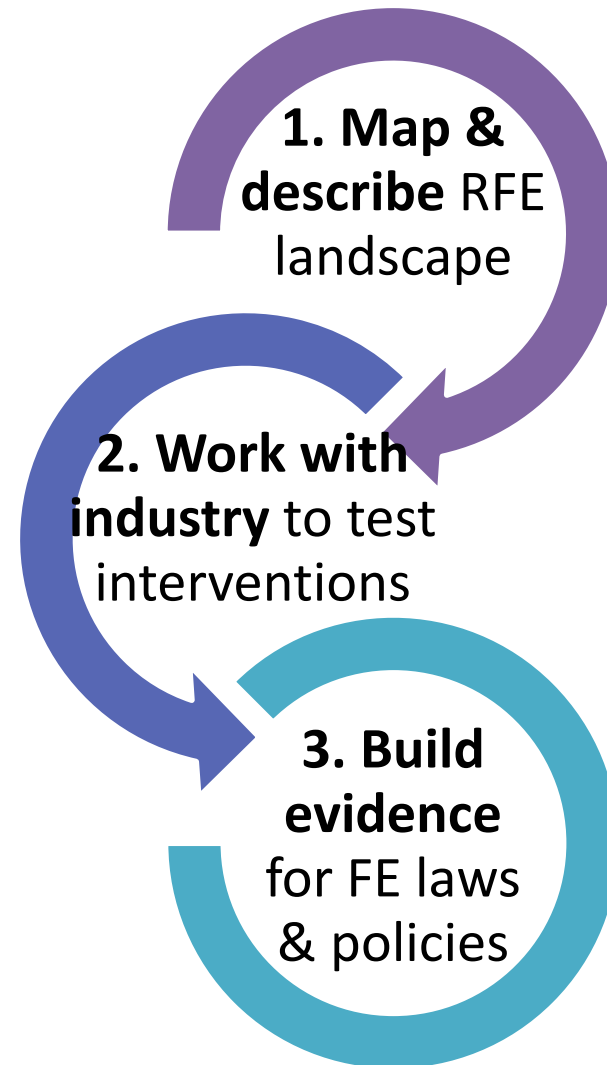 1. Map &
describe RFE
landscape
2. Work with
industry to test
interventions
3. Build
evidence
for FE laws
& policies